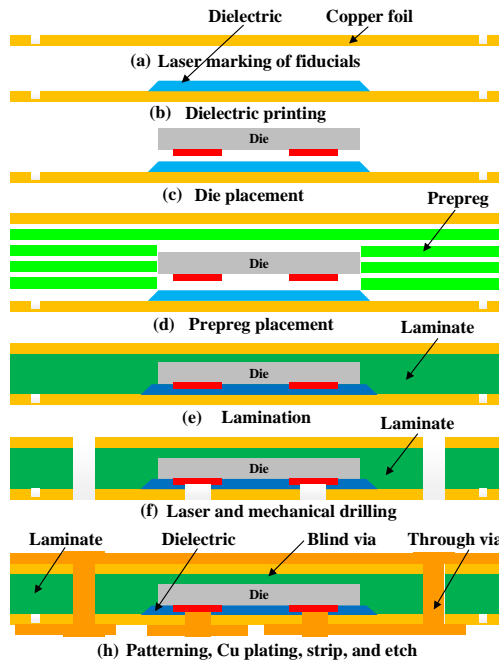 Dielectric Copper foil
(a) Laser marking of fiducials
(b) Dielectric printing
Die
(c) Die placement
Prepreg
Die
(d) Prepreg placement
Laminate
Die
(e) Lamination
Laminate
Die
(f) Laser and mechanical drilling
Laminate Dielectric Blind via Through via
Die
(h) Patterning, Cu plating, strip, and etch